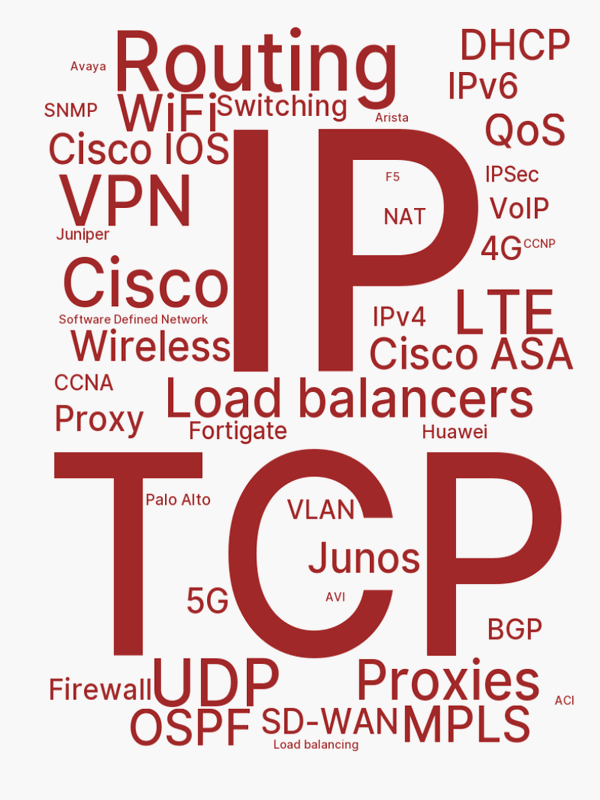 Routing
DHCP
Avaya
IPv6
SNMP
WiFi
Switching
Arista
QoS
Cisco IOS
IP
F5
IPSec
VPN
NAT
VoIP
Juniper
4G
CCNP
Cisco
Software Defined Network
IPv4
LTE
Wireless
Cisco ASA
CCNA
Load balancers
Proxy
Fortigate
Huawei
TCP
Palo Alto
VLAN
Junos
5G
AVI
BGP
Firewall
UDP
Proxies
ACI
OSPF
SD-WAN
MPLS
Load balancing